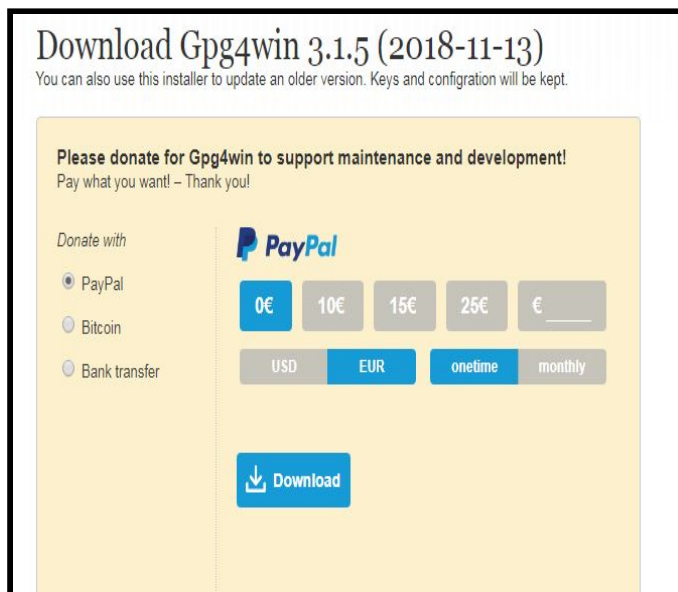 Download Gpg4win 3.1.5 (2018-11-13)
You can also use this installer to update an older version. Keys and configration will be kept.
Please donate for Gpg4win to support maintenance and development!
Pay what you want! – Thank you!
Donate with
PayPal
PayPal
0€ 10€ 15€ 25€ € ____
Bitcoin
USD EUR onetime monthly
Bank transfer
Download